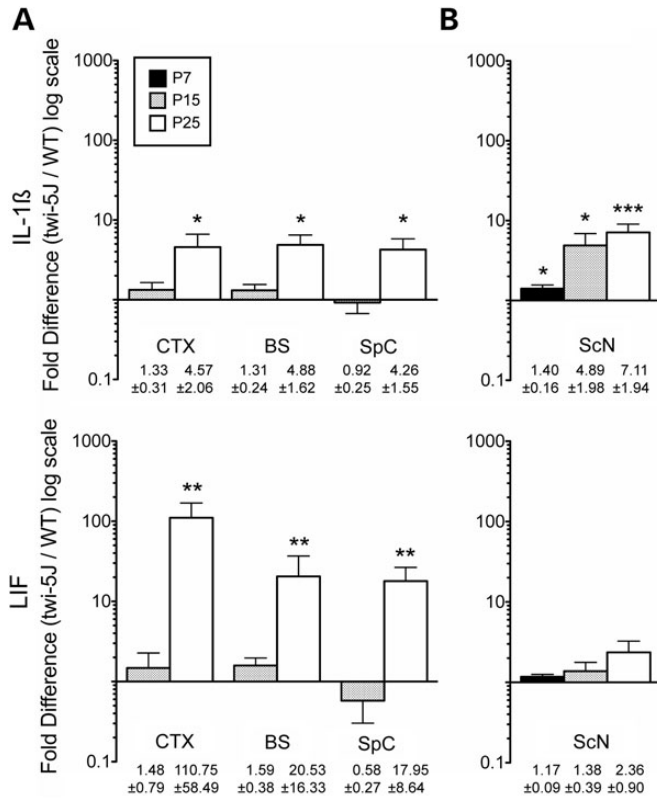 A
B
IL-1ß
Fold Difference (twi-5J / WT) log scale
1000
100
10
0.1
P7
P15
P25
*
*
*
CTX
BS
SpC
1.33 4.57 1.31 4.88 0.92 4.26
±0.31 ±2.06 ±0.24 ±1.62 ±0.25 ±1.55
1000
100
10
0.1
*
*
***
ScN
1.40 4.89 7.11
±0.16 ±1.98 ±1.94
LIF
Fold Difference (twi-5J / WT) log scale
1000
100
10
0.1
**
**
**
CTX
BS
SpC
1.48 110.75 1.59 20.53 0.58 17.95
±0.79 ±58.49 ±0.38 ±16.33 ±0.27 ±8.64
1000
100
10
0.1
ScN
1.17 1.38 2.36
±0.09 ±0.39 ±0.90